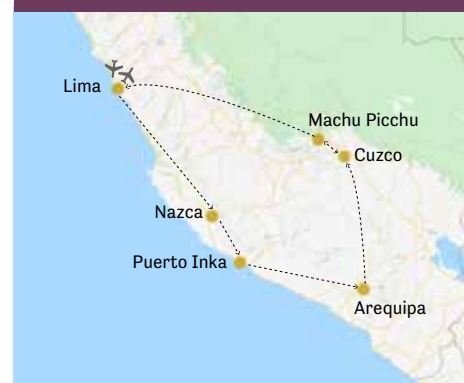 Lima
Machu Picchu
Cuzco
Nazca
Puerto Inka
Arequipa